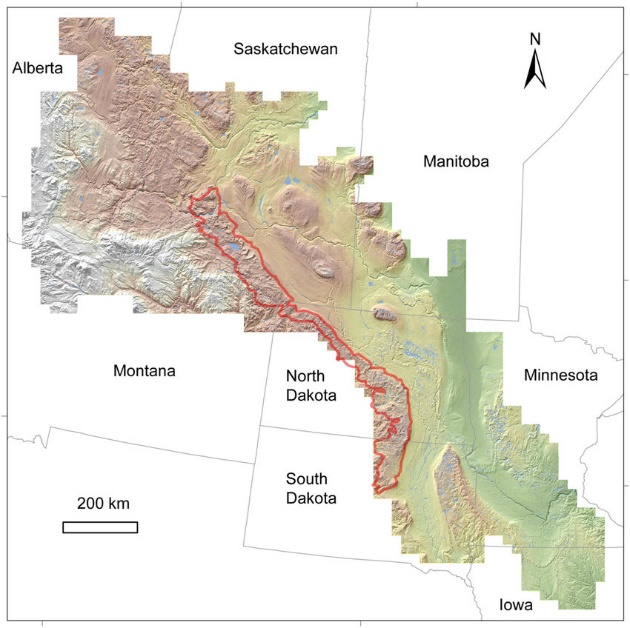 Saskatchewan
N
Alberta
Manitoba
Montana
North
Dakota
Minnesota
South
Dakota
200 km
Iowa